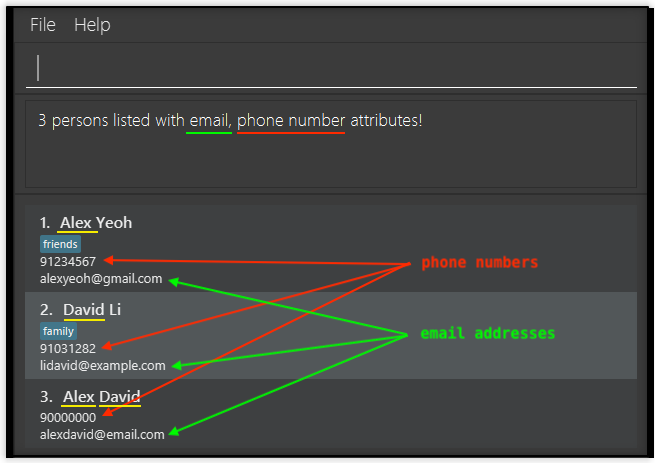 File Help
3 persons listed with email, phone number attributes!
1. Alex Yeoh
friends
91234567
alexyeoh@gmail.com
phone numbers
2. David Li
family
91031282
lidavid@example.com
email addresses
3. Alex David
90000000
alexdavid@email.com